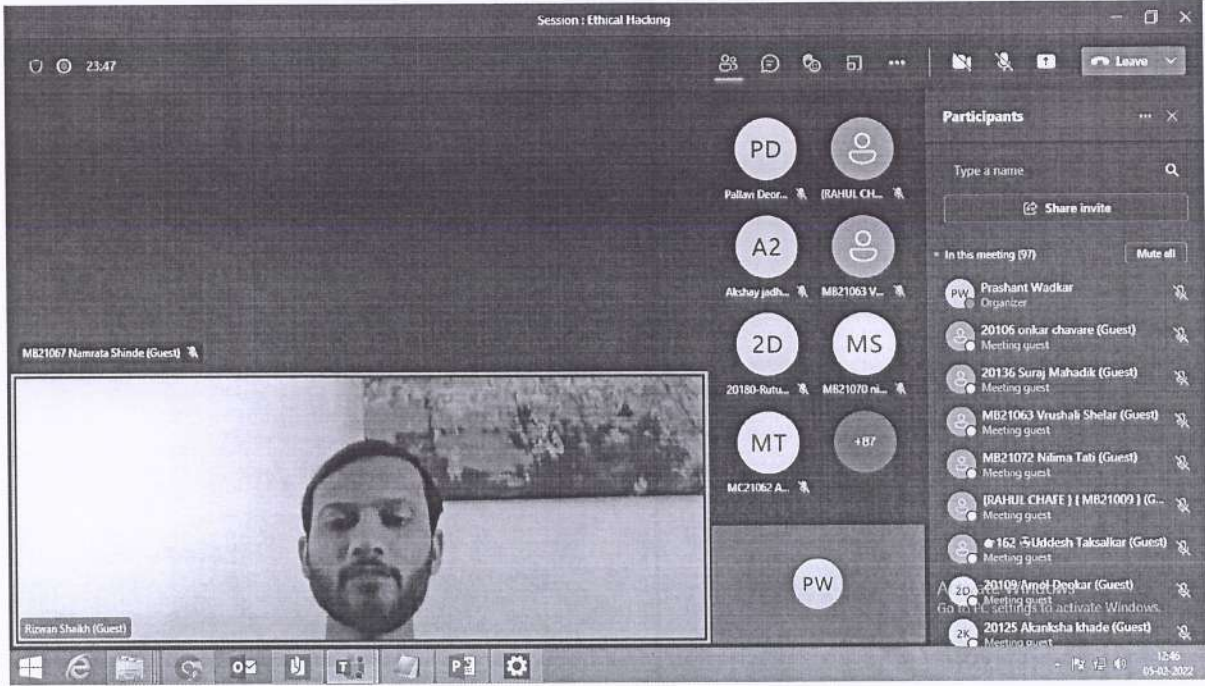 Session : Ethical Hacking
23:47
Leave
MB21067 Namrata Shinde (Guest)
Rizwan Shaikh (Guest)
PD
Pallavi Deor...
(RAHUL CH...
A2
Akshay jadh...
MB21063 V...
2D
20180-Rutu...
MS
MB21070 ni...
MT
MC21062 A...
+87
PW
Participants
Type a name
Share invite
In this meeting (97)
Mute all
PW
Prashant Wadkar
Organizer
20106 onkar chavare (Guest)
Meeting guest
20136 Suraj Mahadik (Guest)
Meeting guest
MB21063 Vrushali Shelar (Guest)
Meeting guest
MB21072 Nilima Tati (Guest)
Meeting guest
(RAHUL CHAFE ) ( MB21009 ) (G...
Meeting guest
162 Uddesh Taksalkar (Guest)
Meeting guest
2D
20109 Amol Deokar (Guest)
Meeting guest
Activate Windows
Go to PC settings to activate Windows.
2K
20125 Akanksha khade (Guest)
Meeting guest
12:46
05-02-2022